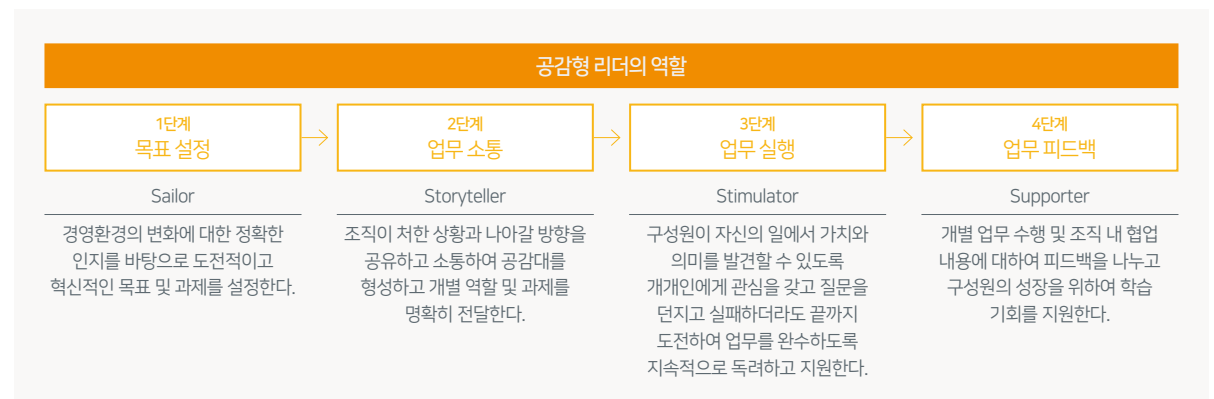 공감형 리더의 역할
1단계
목표 설정
Sailor
경영환경의 변화에 대한 정확한
인지를 바탕으로 도전적이고
혁신적인 목표 및 과제를 설정한다.
2단계
업무 소통
Storyteller
조직이 처한 상황과 나아갈 방향을
공유하고 소통하여 공감대를
형성하고 개별 역할 및 과제를
명확히 전달한다.
3단계
업무 실행
Stimulator
구성원이 자신의 일에서 가치와
의미를 발견할 수 있도록
개개인에게 관심을 갖고 질문을
던지고 실패하더라도 끝까지
도전하여 업무를 완수하도록
지속적으로 독려하고 지원한다.
4단계
업무 피드백
Supporter
개별 업무 수행 및 조직 내 협업
내용에 대하여 피드백을 나누고
구성원의 성장을 위하여 학습
기회를 지원한다.